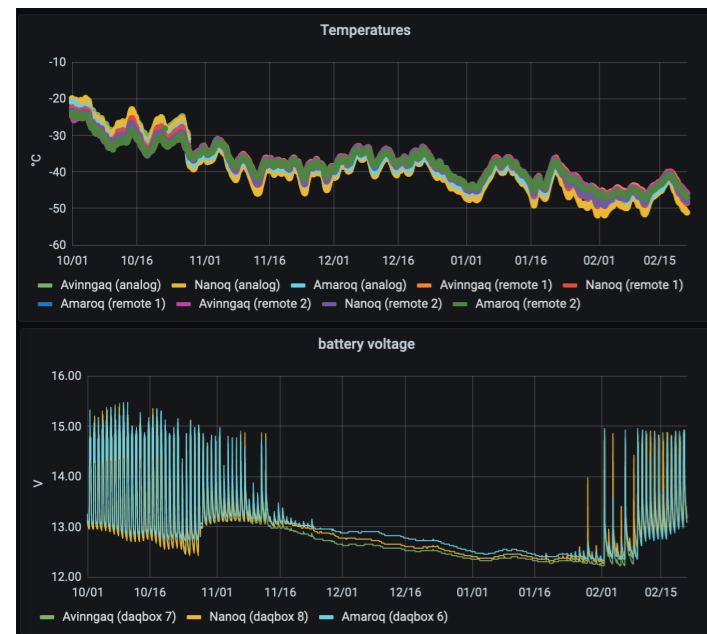 Temperatures
-10
-20
-30
-40
-50
-60
°C
10/01 10/16 11/01 11/16 12/01 12/16 01/01 01/16 02/01 02/15
Avinngaq (analog) Nanoq (analog) Amaroq (analog) Avinngaq (remote 1) Nanoq (remote 1)
Amaroq (remote 1) Avinngaq (remote 2) Nanoq (remote 2) Amaroq (remote 2)
battery voltage
16.00
15.00
14.00
13.00
12.00
V
10/01 10/16 11/01 11/16 12/01 12/16 01/01 01/16 02/01 02/15
Avinngaq (daqbox 7) Nanoq (daqbox 8) Amaroq (daqbox 6)